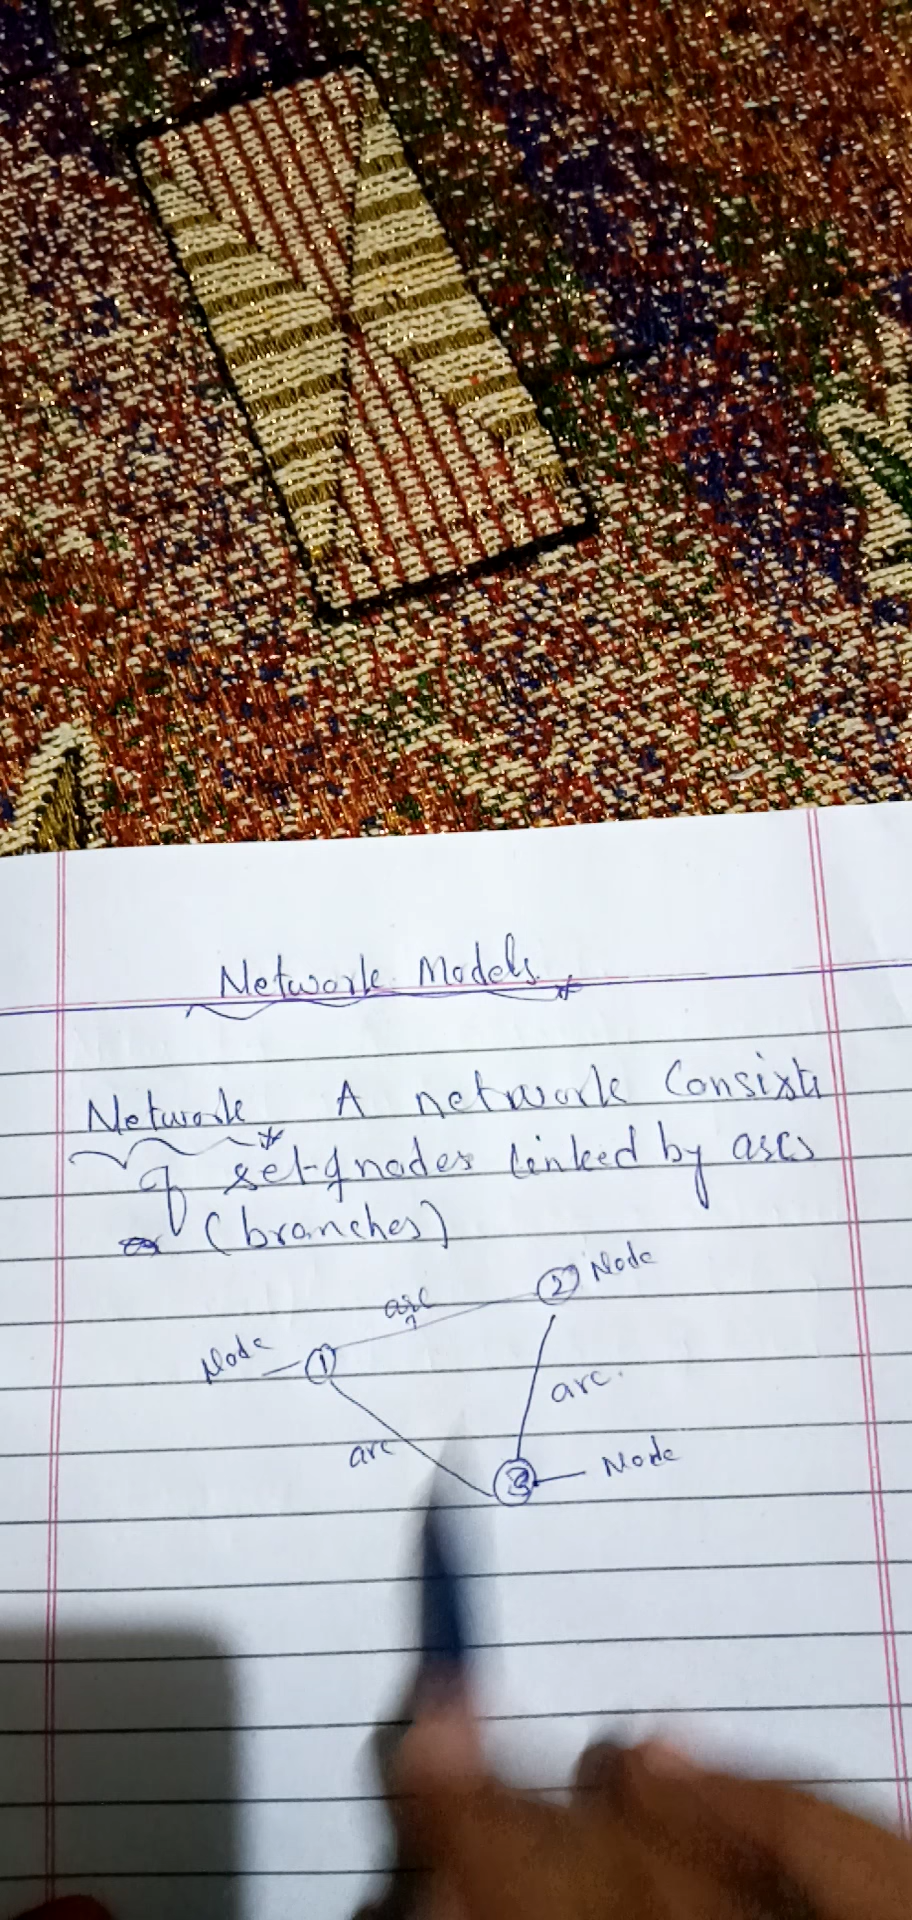 Network Models
Network A network Consists
of set of nodes linked by arcs
(branches)
arc
2 Node
Node
1
arc.
arc
3
Node